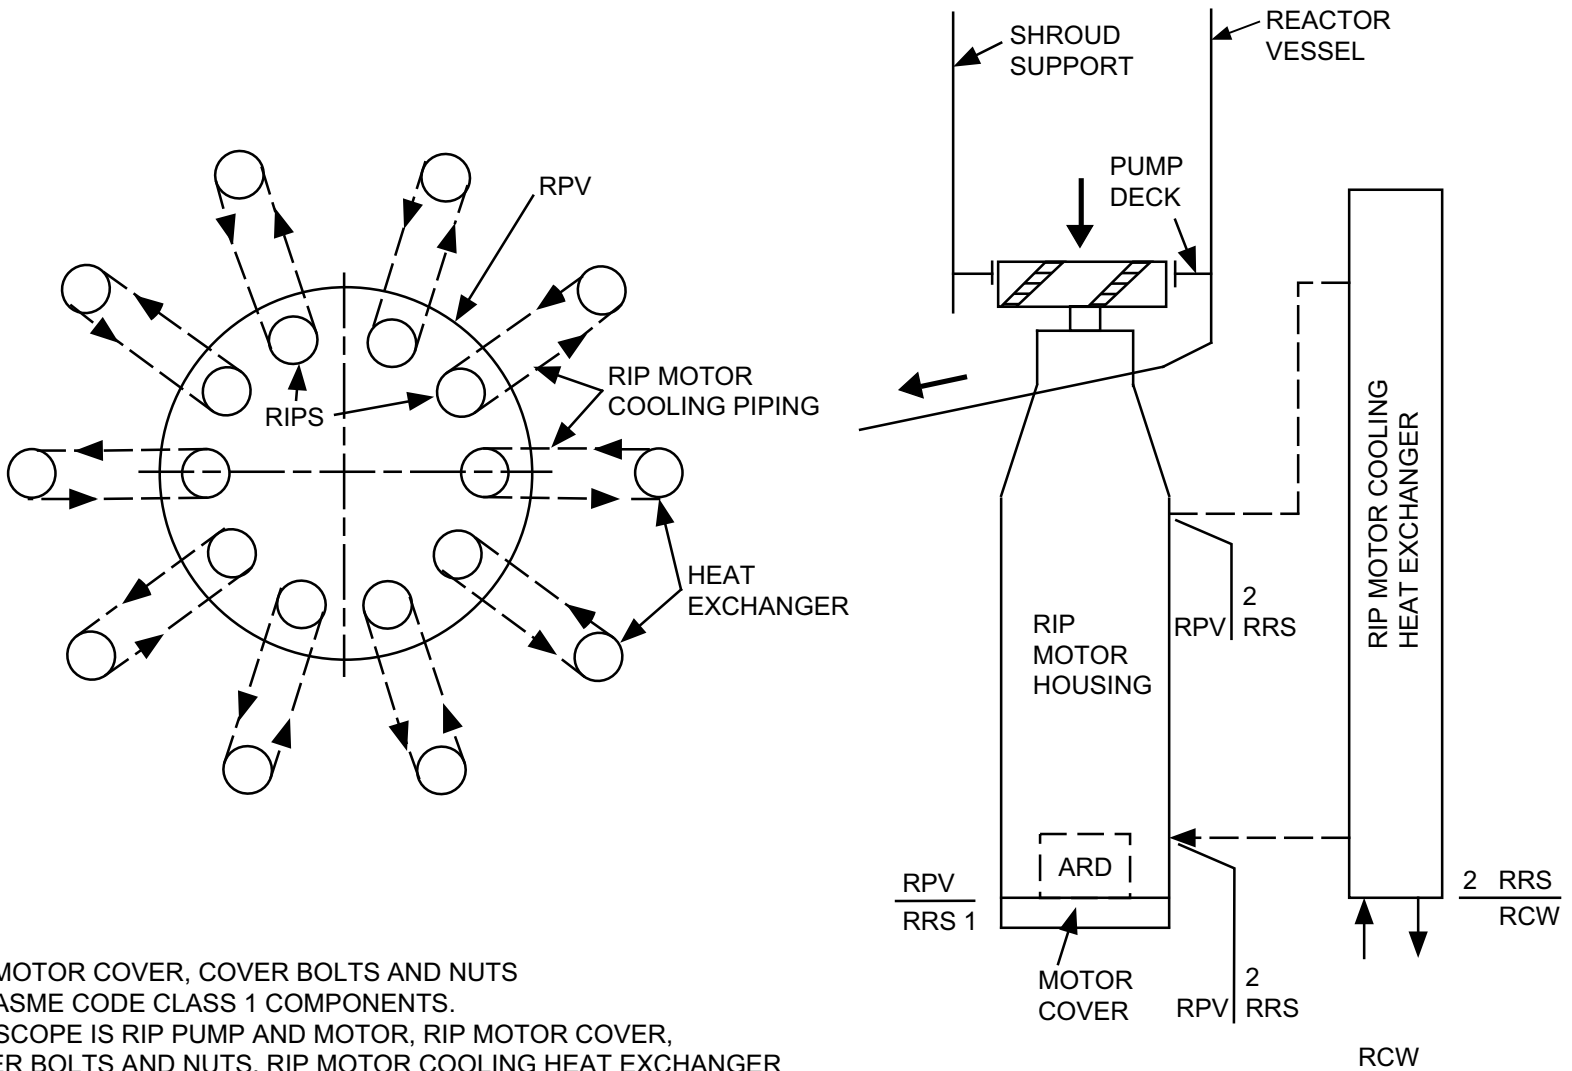 SHROUD
SUPPORT
REACTOR
VESSEL
PUMP
DECK
RPV
RIPS
RIP MOTOR
COOLING PIPING
HEAT
EXCHANGER
RIP MOTOR COOLING
HEAT EXCHANGER
2
RPV RRS
RIP
MOTOR
HOUSING
ARD
RPV
RRS 1
2 RRS
RCW
MOTOR
COVER
2
RPV RRS
RCW
MOTOR COVER, COVER BOLTS AND NUTS
ASME CODE CLASS 1 COMPONENTS.
SCOPE IS RIP PUMP AND MOTOR, RIP MOTOR COVER,
ER BOLTS AND NUTS, RIP MOTOR COOLING HEAT EXCHANGER